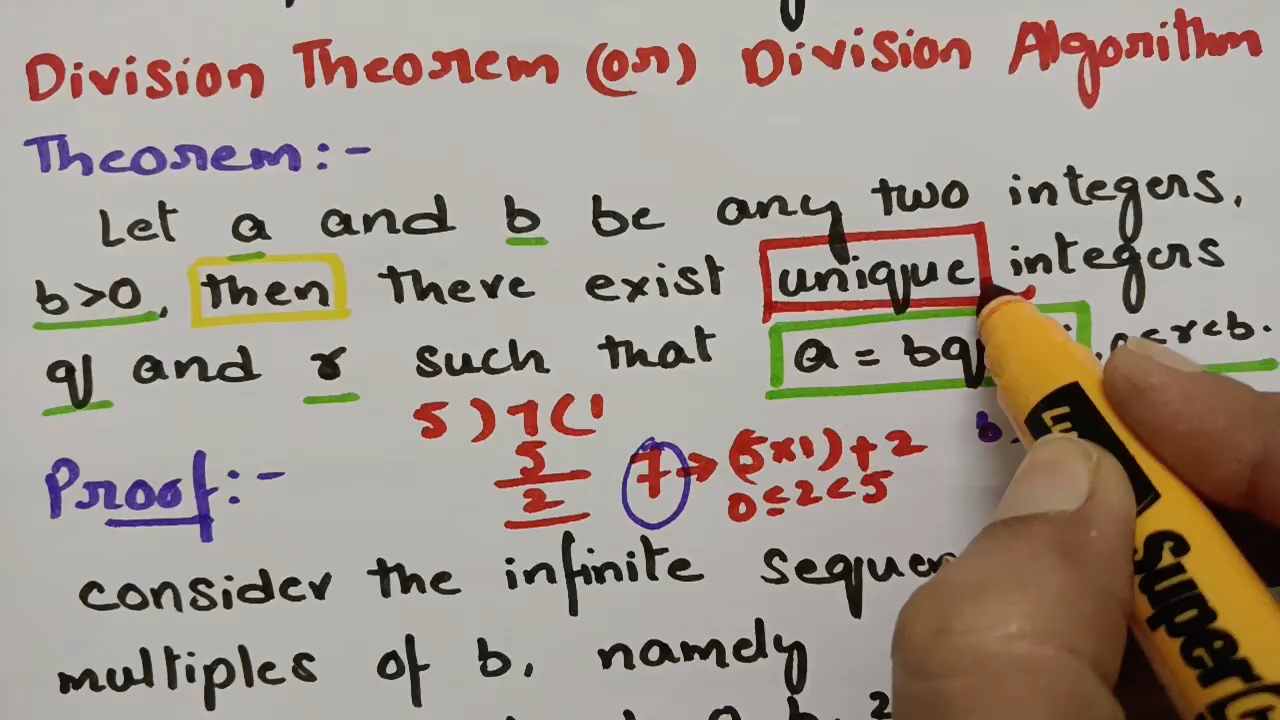 Division Theorem (or) Division Algorithm
Theorem:-
Let a and b be any two integers,
b>0, then there exist unique integers
q and r such that a = bq , 0≤r<b.
5 ) 7 ( 1
5
2
7 → (5×1) + 2
0 ≤ 2 < 5
b,
Proof:-
consider the infinite
multiples of b, namely
Super